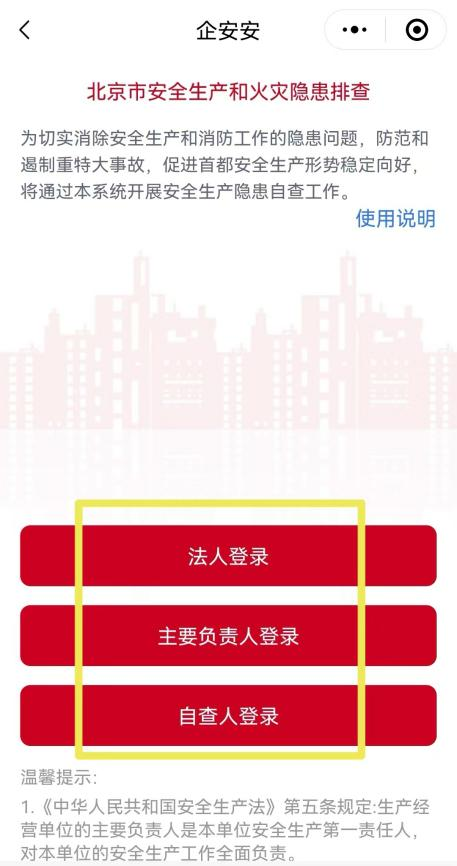 企安安
北京市安全生产和火灾隐患排查
为切实消除安全生产和消防工作的隐患问题，防范和
遏制重特大事故，促进首都安全生产形势稳定向好，
将通过本系统开展安全生产隐患自查工作。
使用说明
法人登录
主要负责人登录
自查人登录
温馨提示：
1.《中华人民共和国安全生产法》第五条规定:生产经
营单位的主要负责人是本单位安全生产第一责任人，
对本单位的安全生产工作全面负责。